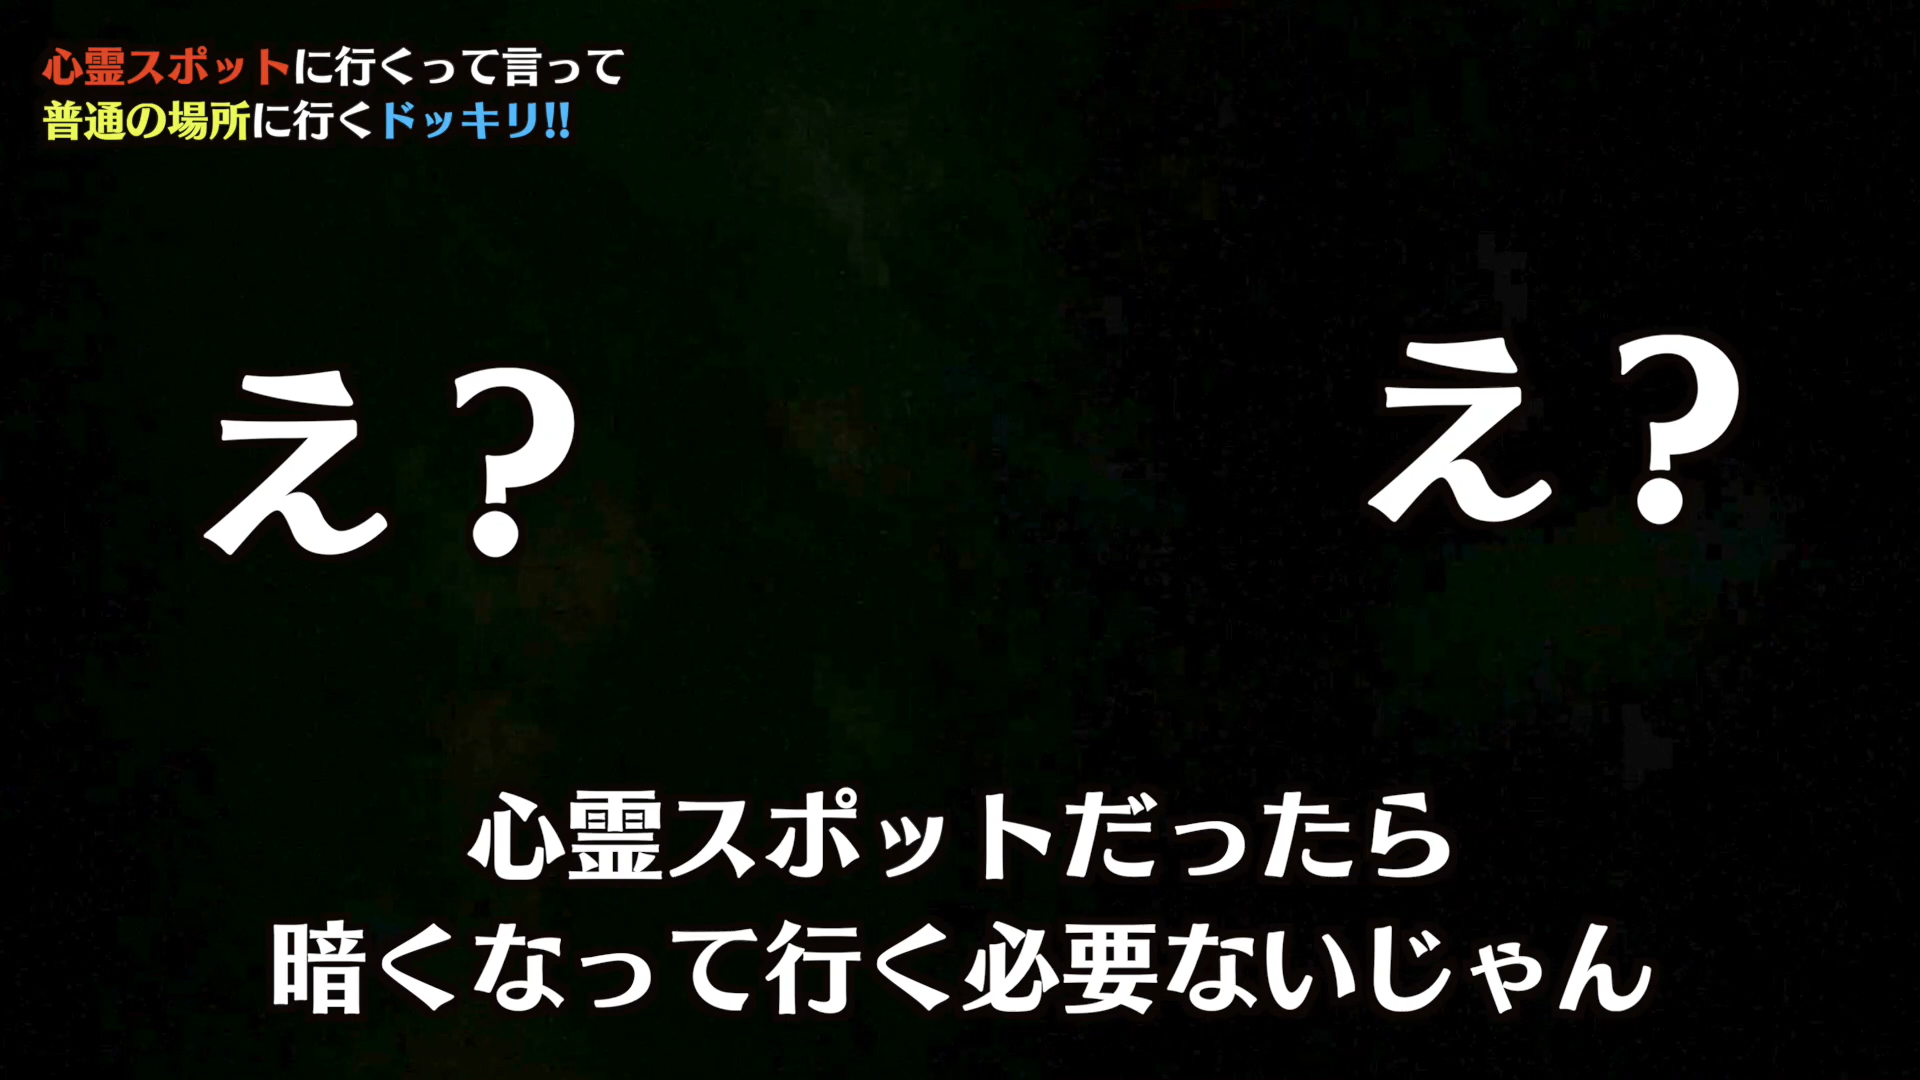 心霊スポットに行くって言って
普通の場所に行くドッキリ!!
え?
え?
心霊スポットだったら
暗くなって行く必要ないじゃん